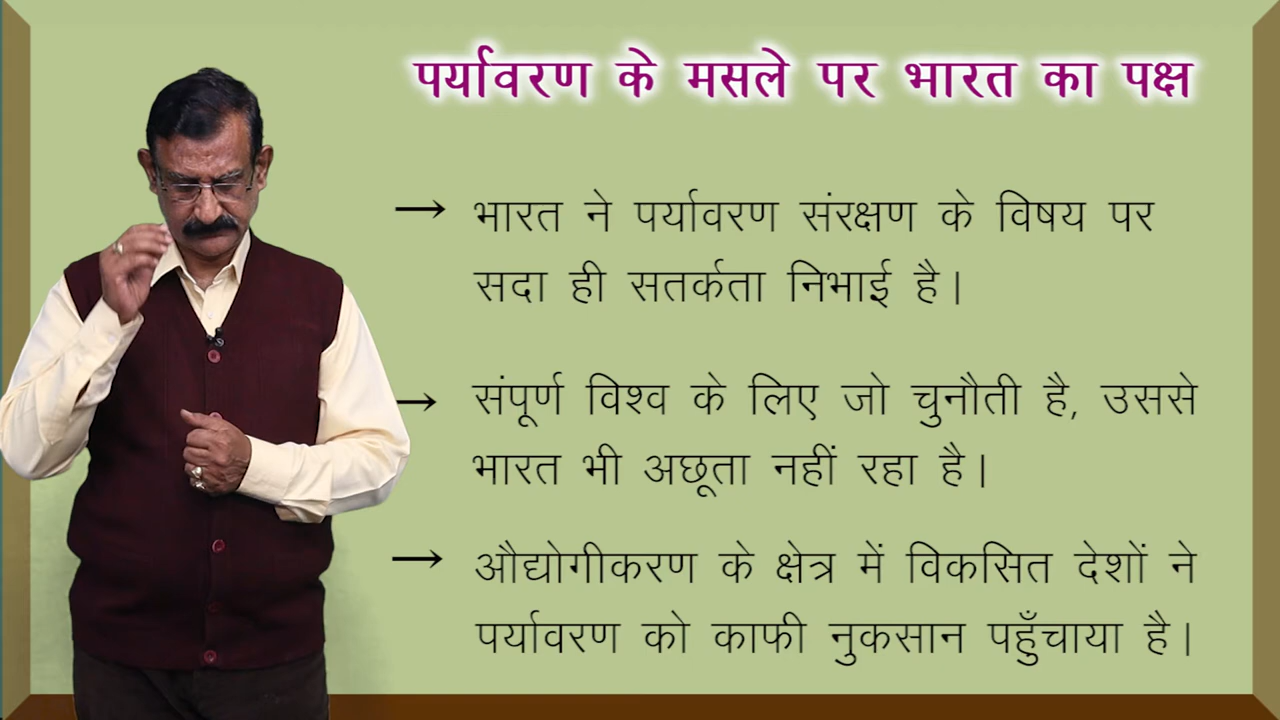 पर्यावरण के मसले पर भारत का पक्ष
→ भारत ने पर्यावरण संरक्षण के विषय पर
सदा ही सतर्कता निभाई है।
→ संपूर्ण विश्व के लिए जो चुनौती है, उससे
भारत भी अछूता नहीं रहा है।
→ औद्योगीकरण के क्षेत्र में विकसित देशों ने
पर्यावरण को काफी नुकसान पहुँचाया है।